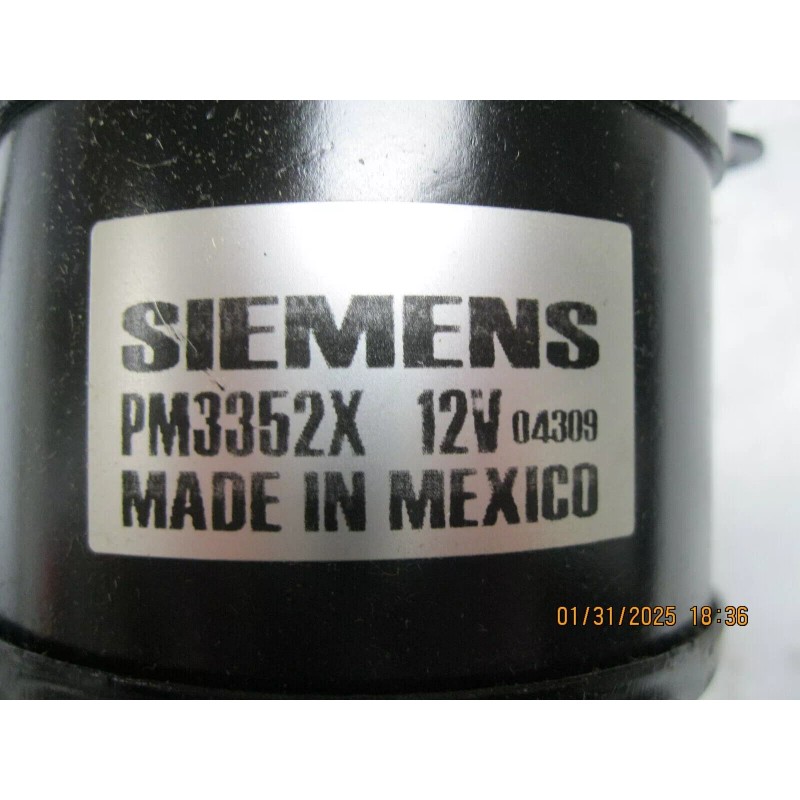 SIEMENS
PM3352X 12V 04309
MADE IN MEXICO
01/31/2025 18:36